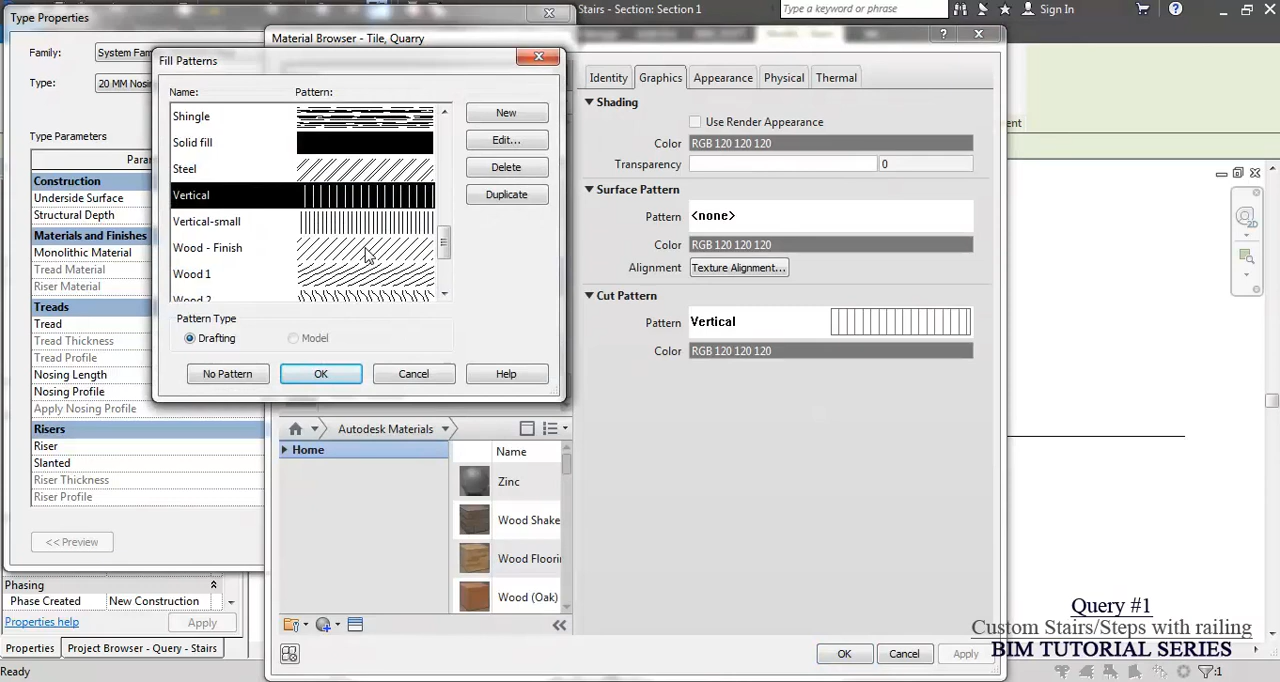 Type Properties
Stairs - Section: Section 1
Type a keyword or phrase
Sign In
Material Browser - Tile, Quarry
Family:
System Fam
Fill Patterns
Type:
20 MM Nosin
Identity
Graphics
Appearance
Physical
Thermal
Name:
Pattern:
Shading
Shingle
New
Use Render Appearance
ent
Type Parameters
Solid fill
Edit...
Color
RGB 120 120 120
Param
Steel
Delete
Transparency
0
Construction
Vertical
Duplicate
Surface Pattern
Underside Surface
Structural Depth
Vertical-small
Pattern
<none>
Materials and Finishes
Monolithic Material
Wood - Finish
Color
RGB 120 120 120
Tread Material
Wood 1
Alignment
Texture Alignment...
Riser Material
Wood 2
Cut Pattern
Treads
Pattern Type
Pattern
Vertical
Tread
Drafting
Model
Tread Thickness
Color
RGB 120 120 120
Tread Profile
Nosing Length
No Pattern
OK
Cancel
Help
Nosing Profile
Apply Nosing Profile
Risers
Autodesk Materials
Riser
Home
Name
Slanted
Riser Thickness
Zinc
Riser Profile
Wood Shake
<< Preview
Wood Floorin
Phasing
Phase Created
New Construction
Wood (Oak)
Properties help
Apply
Query #1
Custom Stairs/Steps with railing
Properties
Project Browser - Query - Stairs
OK
Cancel
Apply
BIM TUTORIAL SERIES
Ready
:1